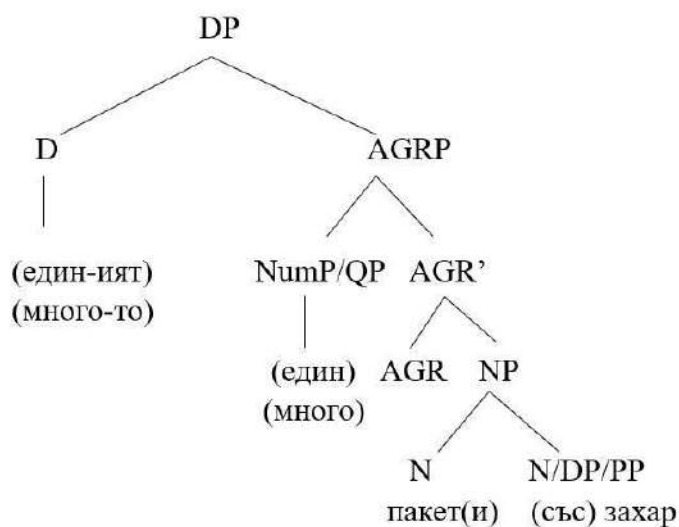 DP
D AGRP
(един-ият) NumP/QP AGR’
(много-то)
(един) AGR NP
(много)
N N/DP/PP
пакет(и) (със) захар